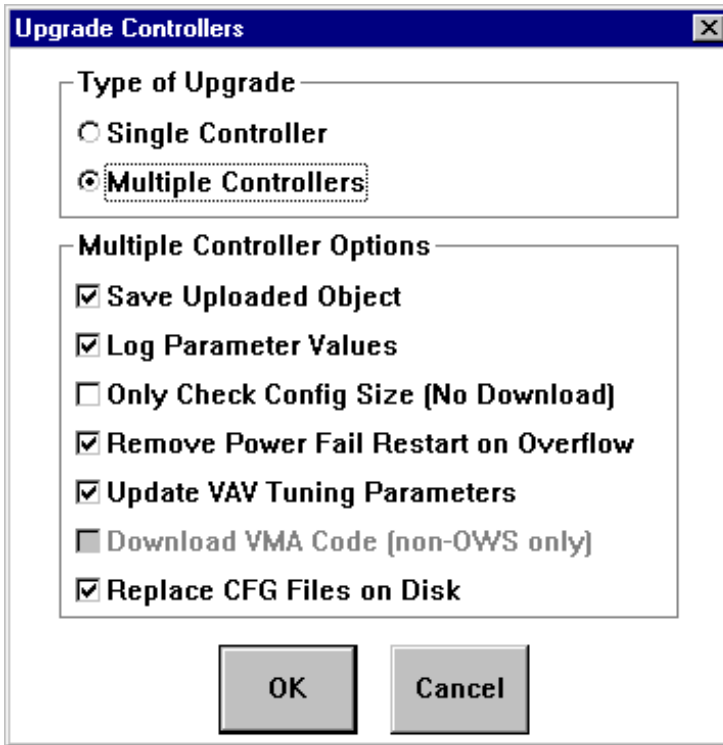 Upgrade Controllers
Type of Upgrade
Single Controller
Multiple Controllers
Multiple Controller Options
Save Uploaded Object
Log Parameter Values
Only Check Config Size (No Download)
Remove Power Fail Restart on Overflow
Update VAV Tuning Parameters
Download VMA Code (non-OWS only)
Replace CFG Files on Disk
OK Cancel